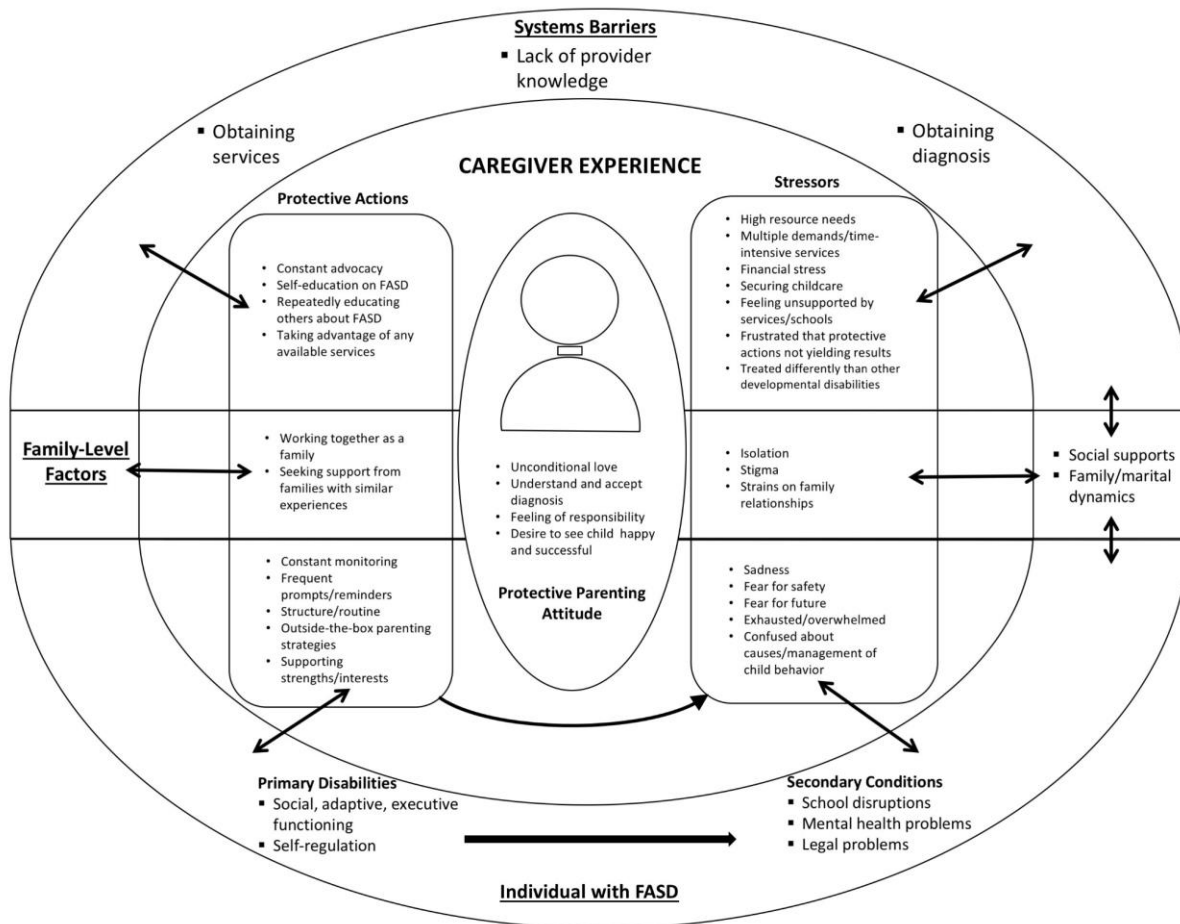 Systems Barriers
▪ Lack of provider
knowledge
▪ Obtaining
services
▪ Obtaining
diagnosis
CAREGIVER EXPERIENCE
Protective Actions
• Constant advocacy
• Self-education on FASD
• Repeatedly educating
others about FASD
• Taking advantage of any
available services
Stressors
• High resource needs
• Multiple demands/time-
intensive services
• Financial stress
• Securing childcare
• Feeling unsupported by
services/schools
• Frustrated that protective
actions not yielding results
• Treated differently than other
developmental disabilities
Family-Level
Factors
• Working together as a
family
• Seeking support from
families with similar
experiences
• Unconditional love
• Understand and accept
diagnosis
• Feeling of responsibility
• Desire to see child happy
and successful
Protective Parenting
Attitude
• Isolation
• Stigma
• Strains on family
relationships
▪ Social supports
▪ Family/marital
dynamics
• Constant monitoring
• Frequent
prompts/reminders
• Structure/routine
• Outside-the-box parenting
strategies
• Supporting
strengths/interests
• Sadness
• Fear for safety
• Fear for future
• Exhausted/overwhelmed
• Confused about
causes/management of
child behavior
Primary Disabilities
▪ Social, adaptive, executive
functioning
▪ Self-regulation
Secondary Conditions
▪ School disruptions
▪ Mental health problems
▪ Legal problems
Individual with FASD